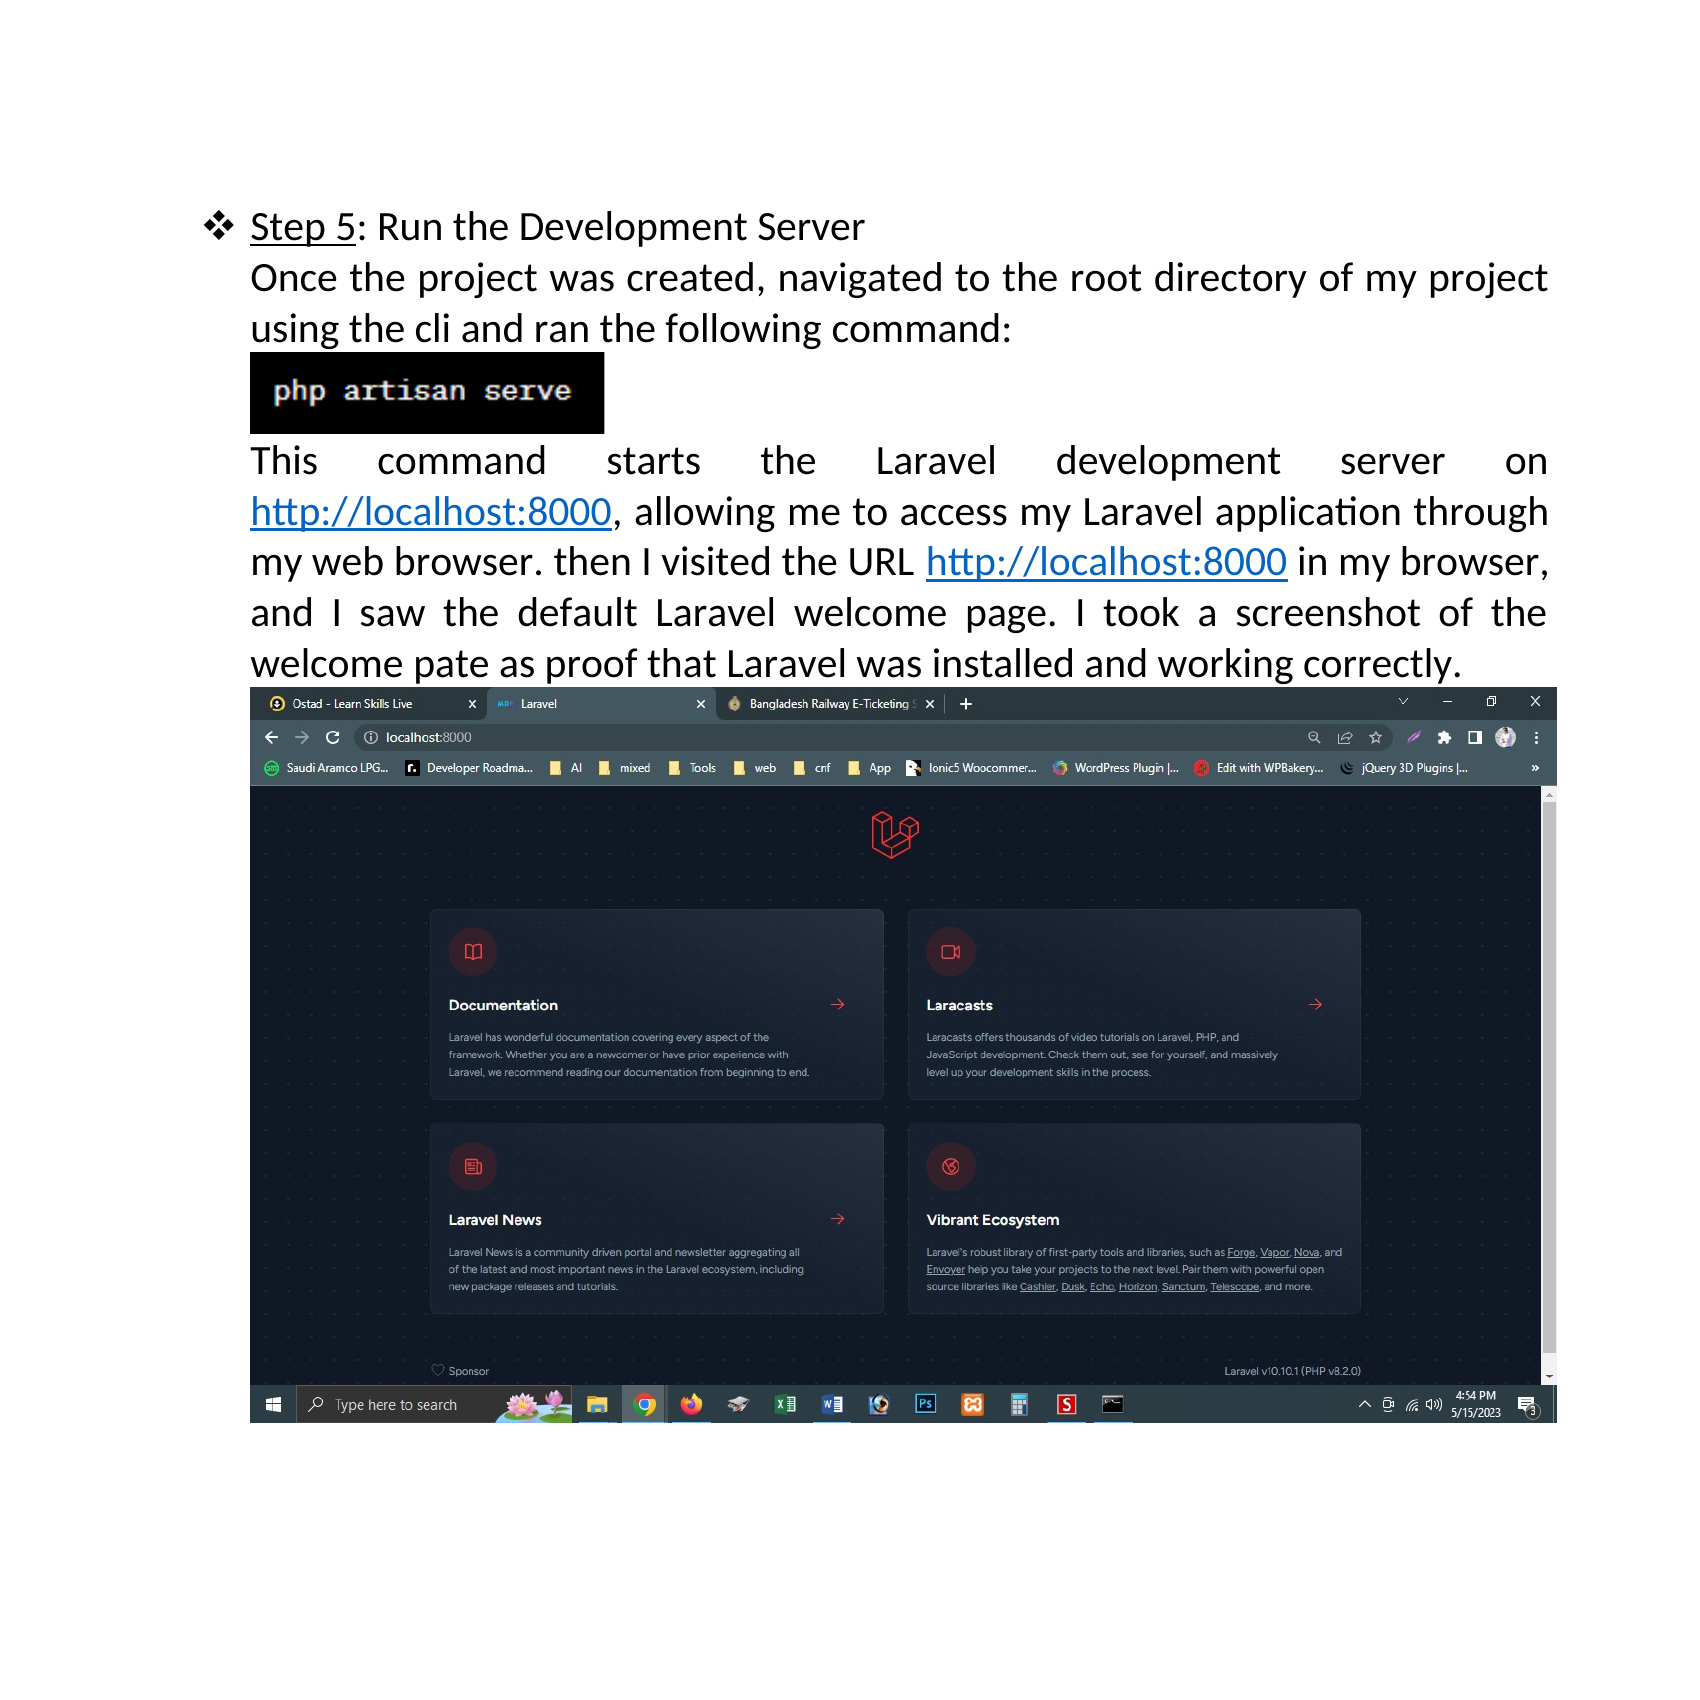 ❖ Step 5: Run the Development Server
Once the project was created, navigated to the root directory of my project
using the cli and ran the following command:
php artisan serve
This command starts the Laravel development server on
http://localhost:8000, allowing me to access my Laravel application through
my web browser. then I visited the URL http://localhost:8000 in my browser,
and I saw the default Laravel welcome page. I took a screenshot of the
welcome pate as proof that Laravel was installed and working correctly.
Ostad - Learn Skills Live Laravel Bangladesh Railway E-Ticketing
localhost:8000
Saudi Aramco LPG... Developer Roadma... AI mixed Tools web cnf App Ionic5 Woocommer... WordPress Plugin |... Edit with WPBakery... jQuery 3D Plugins |... »
Documentation
Laravel has wonderful documentation covering every aspect of the
framework. Whether you are a newcomer or have prior experience with
Laravel, we recommend reading our documentation from beginning to end.
Laracasts
Laracasts offers thousands of video tutorials on Laravel, PHP, and
JavaScript development. Check them out, see for yourself, and massively
level up your development skills in the process.
Laravel News
Laravel News is a community driven portal and newsletter aggregating all
of the latest and most important news in the Laravel ecosystem, including
new package releases and tutorials.
Vibrant Ecosystem
Laravel's robust library of first-party tools and libraries, such as Forge, Vapor, Nova, and
Envoyer help you take your projects to the next level. Pair them with powerful open
source libraries like Cashier, Dusk, Echo, Horizon, Sanctum, Telescope, and more.
Sponsor
Laravel v10.10.1 (PHP v8.2.0)
Type here to search
4:54 PM
5/15/2023
3